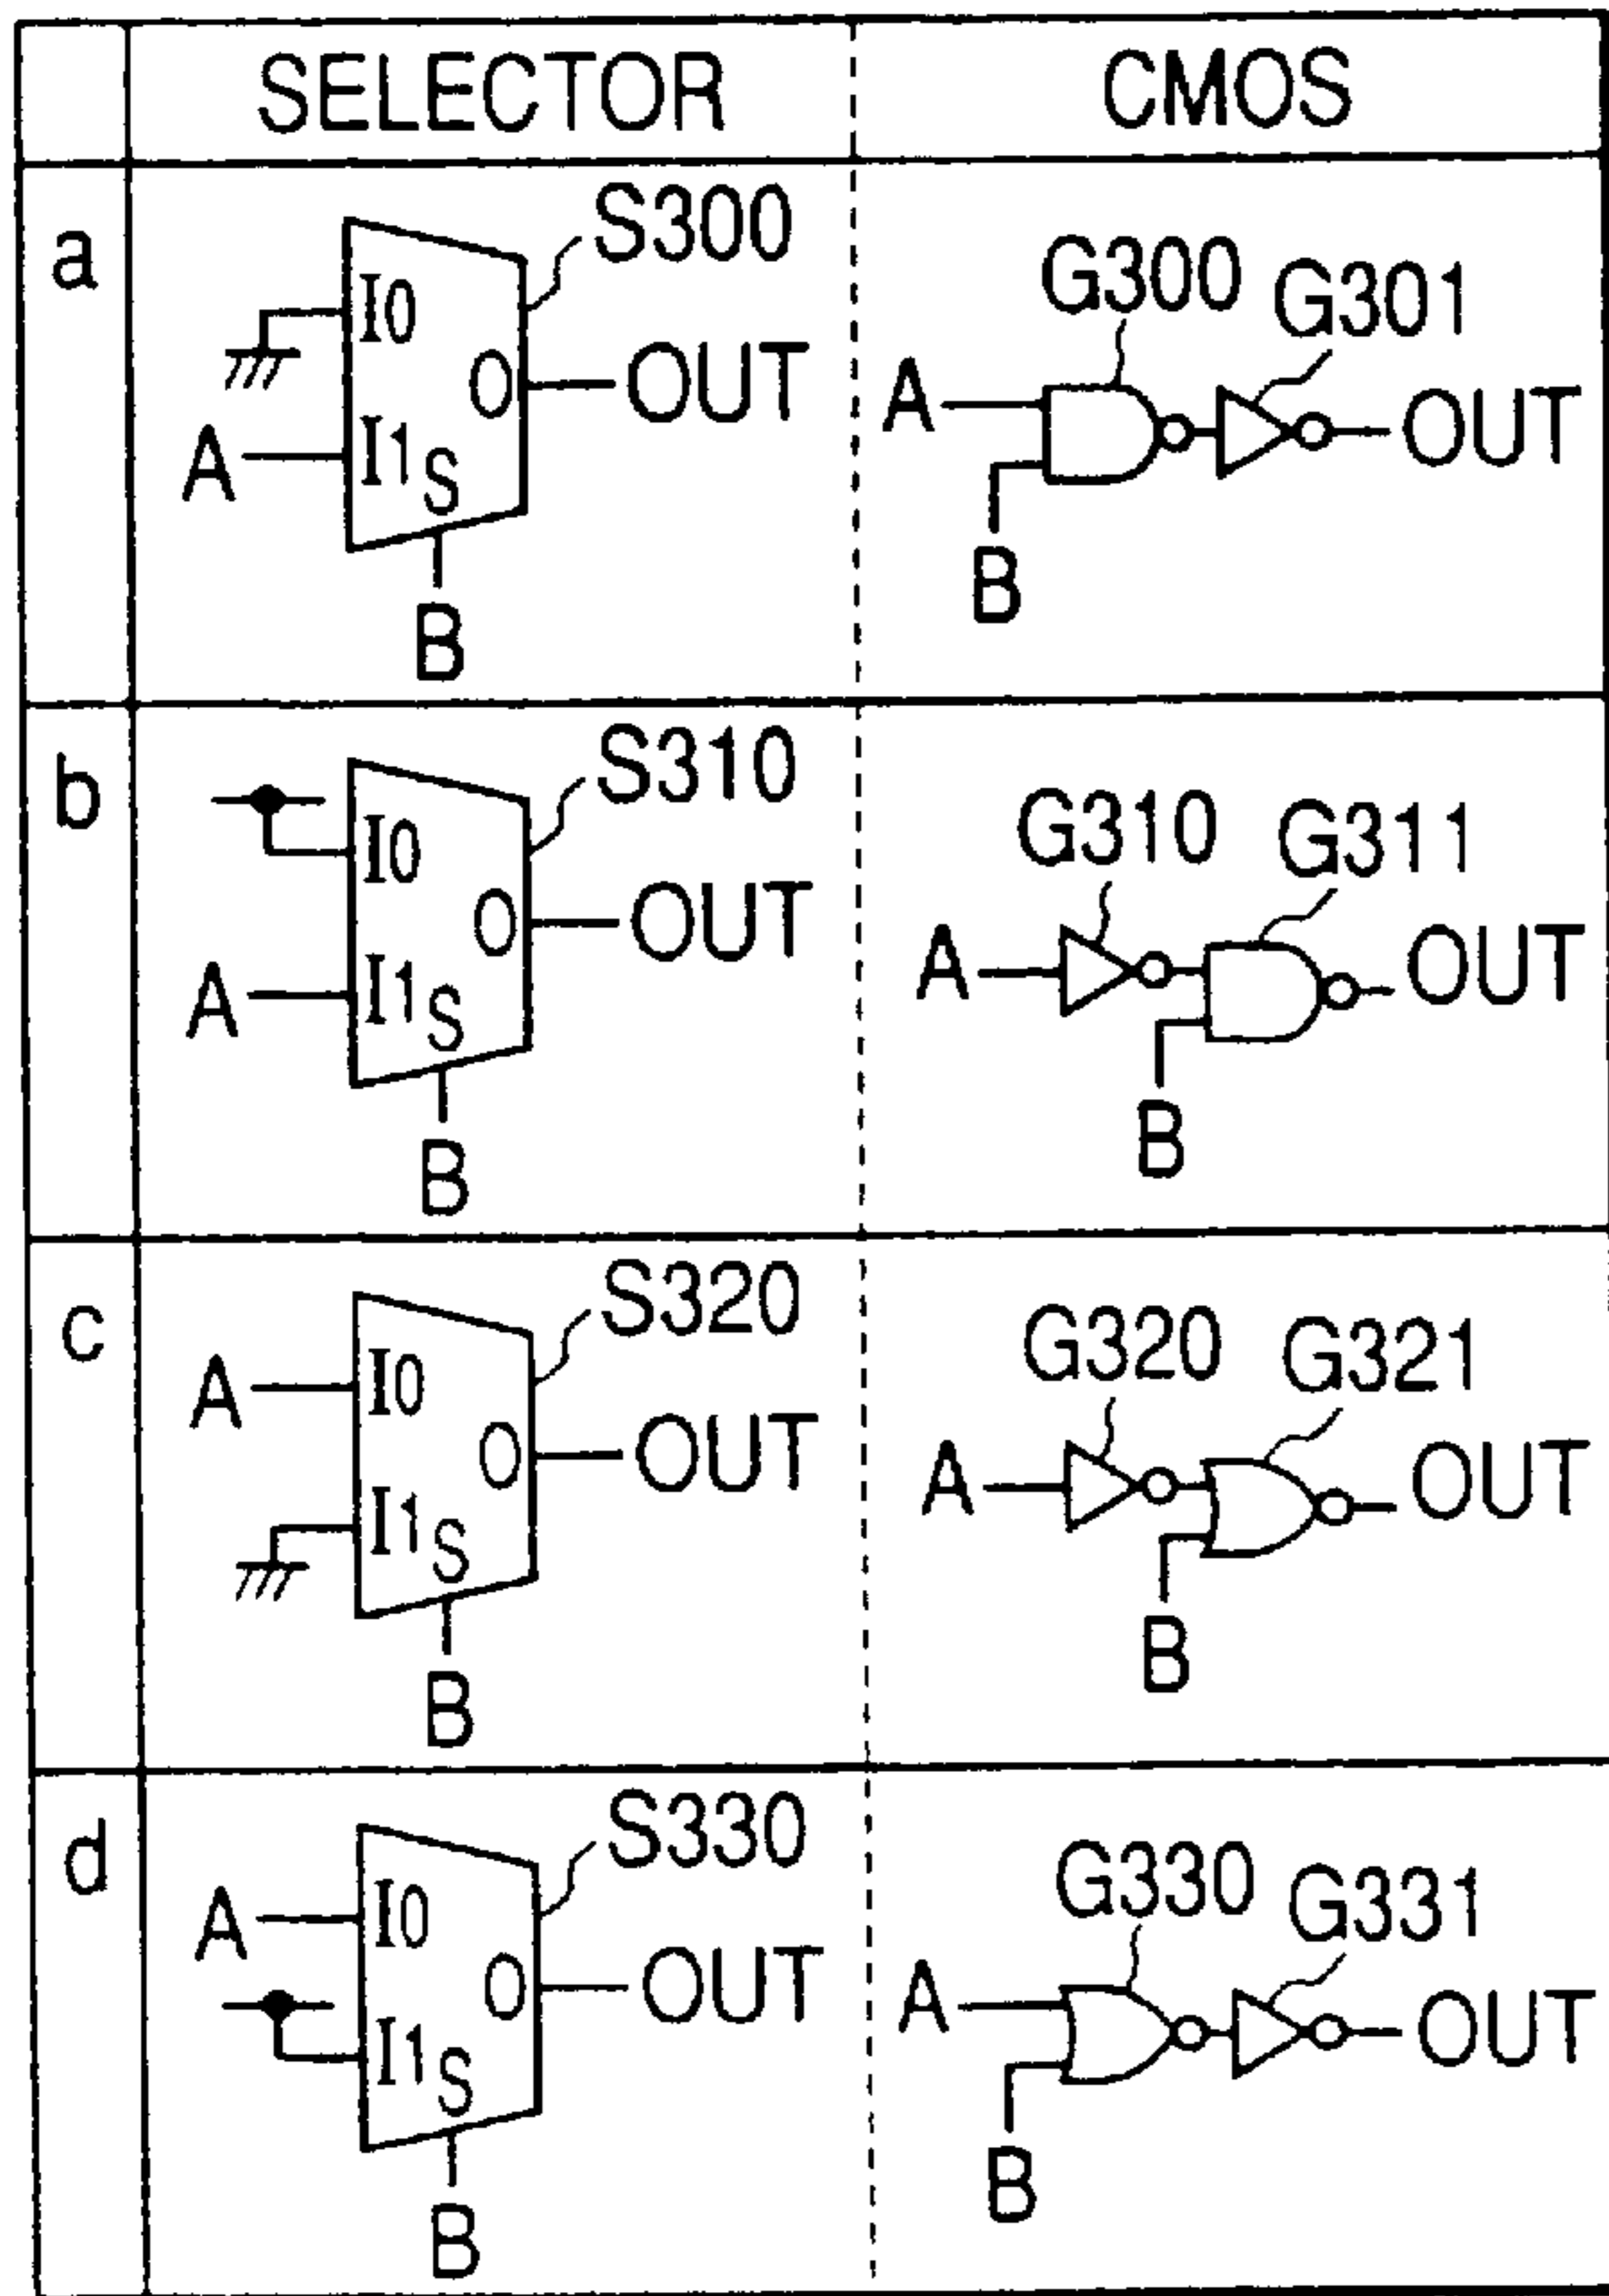 SELECTOR CMOS
a
S300
I0
O
OUT
A
I1
S
B
G300
G301
A
OUT
B
b
S310
I0
O
OUT
A
I1
S
B
G310
G311
A
OUT
B
c
S320
A
I0
O
OUT
I1
S
B
G320
G321
A
OUT
B
d
S330
A
I0
O
OUT
I1
S
B
G330
G331
A
OUT
B